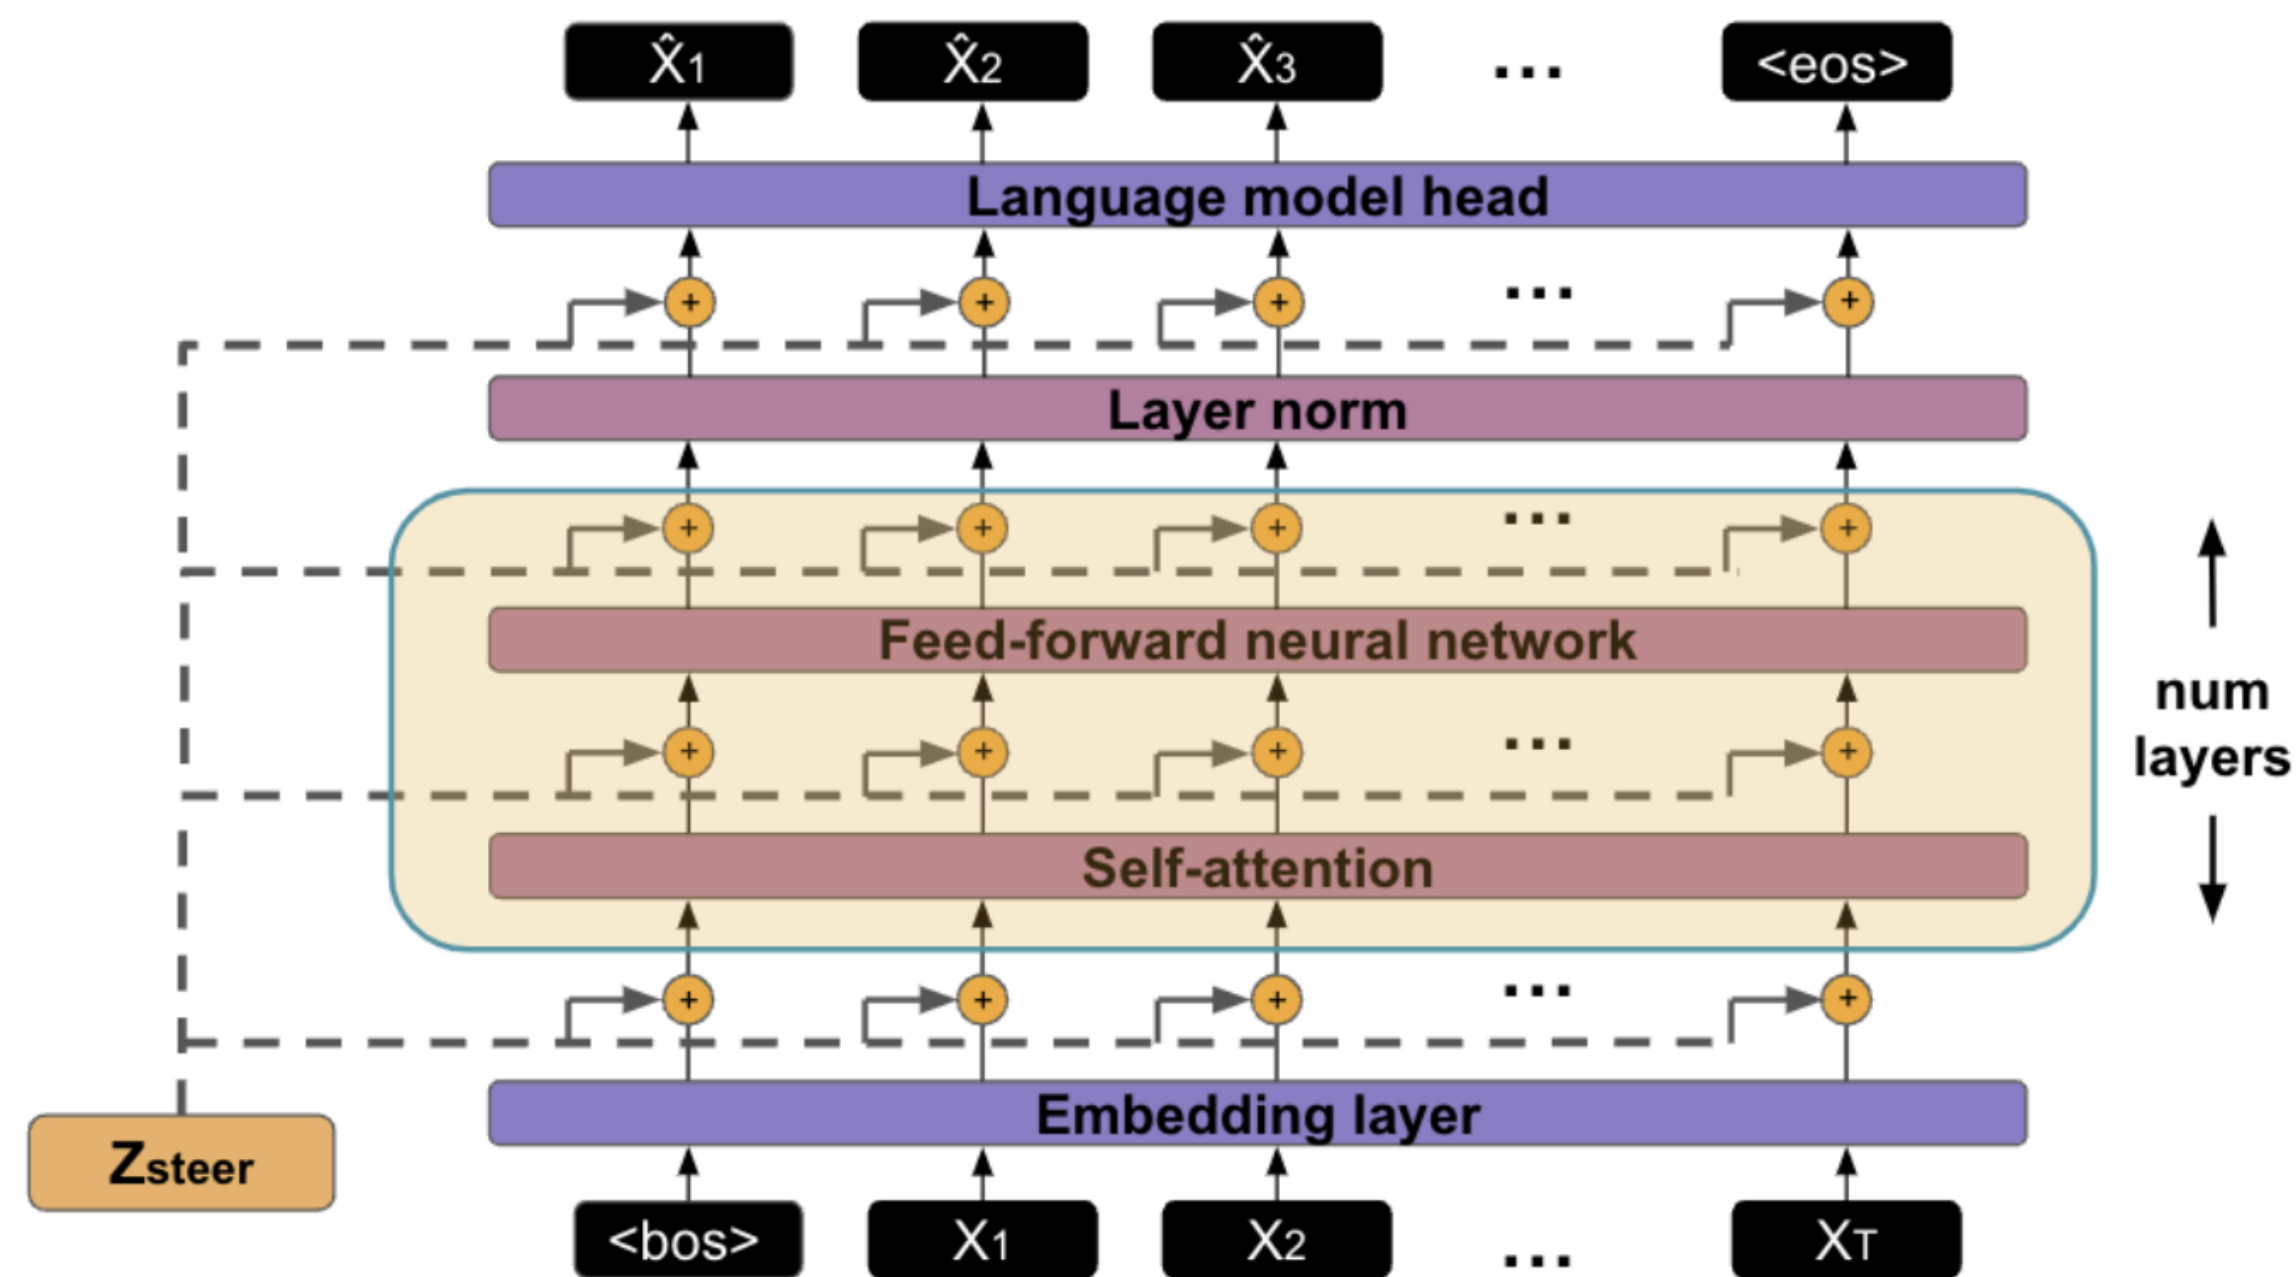 X̂1 X̂2 X̂3 ... <eos>
Language model head
+ + + ... +
Layer norm
+ + + ... +
Feed-forward neural network
num
layers
+ + + ... +
Self-attention
+ + + ... +
Embedding layer
Zsteer
<bos> X1 X2 ... XT